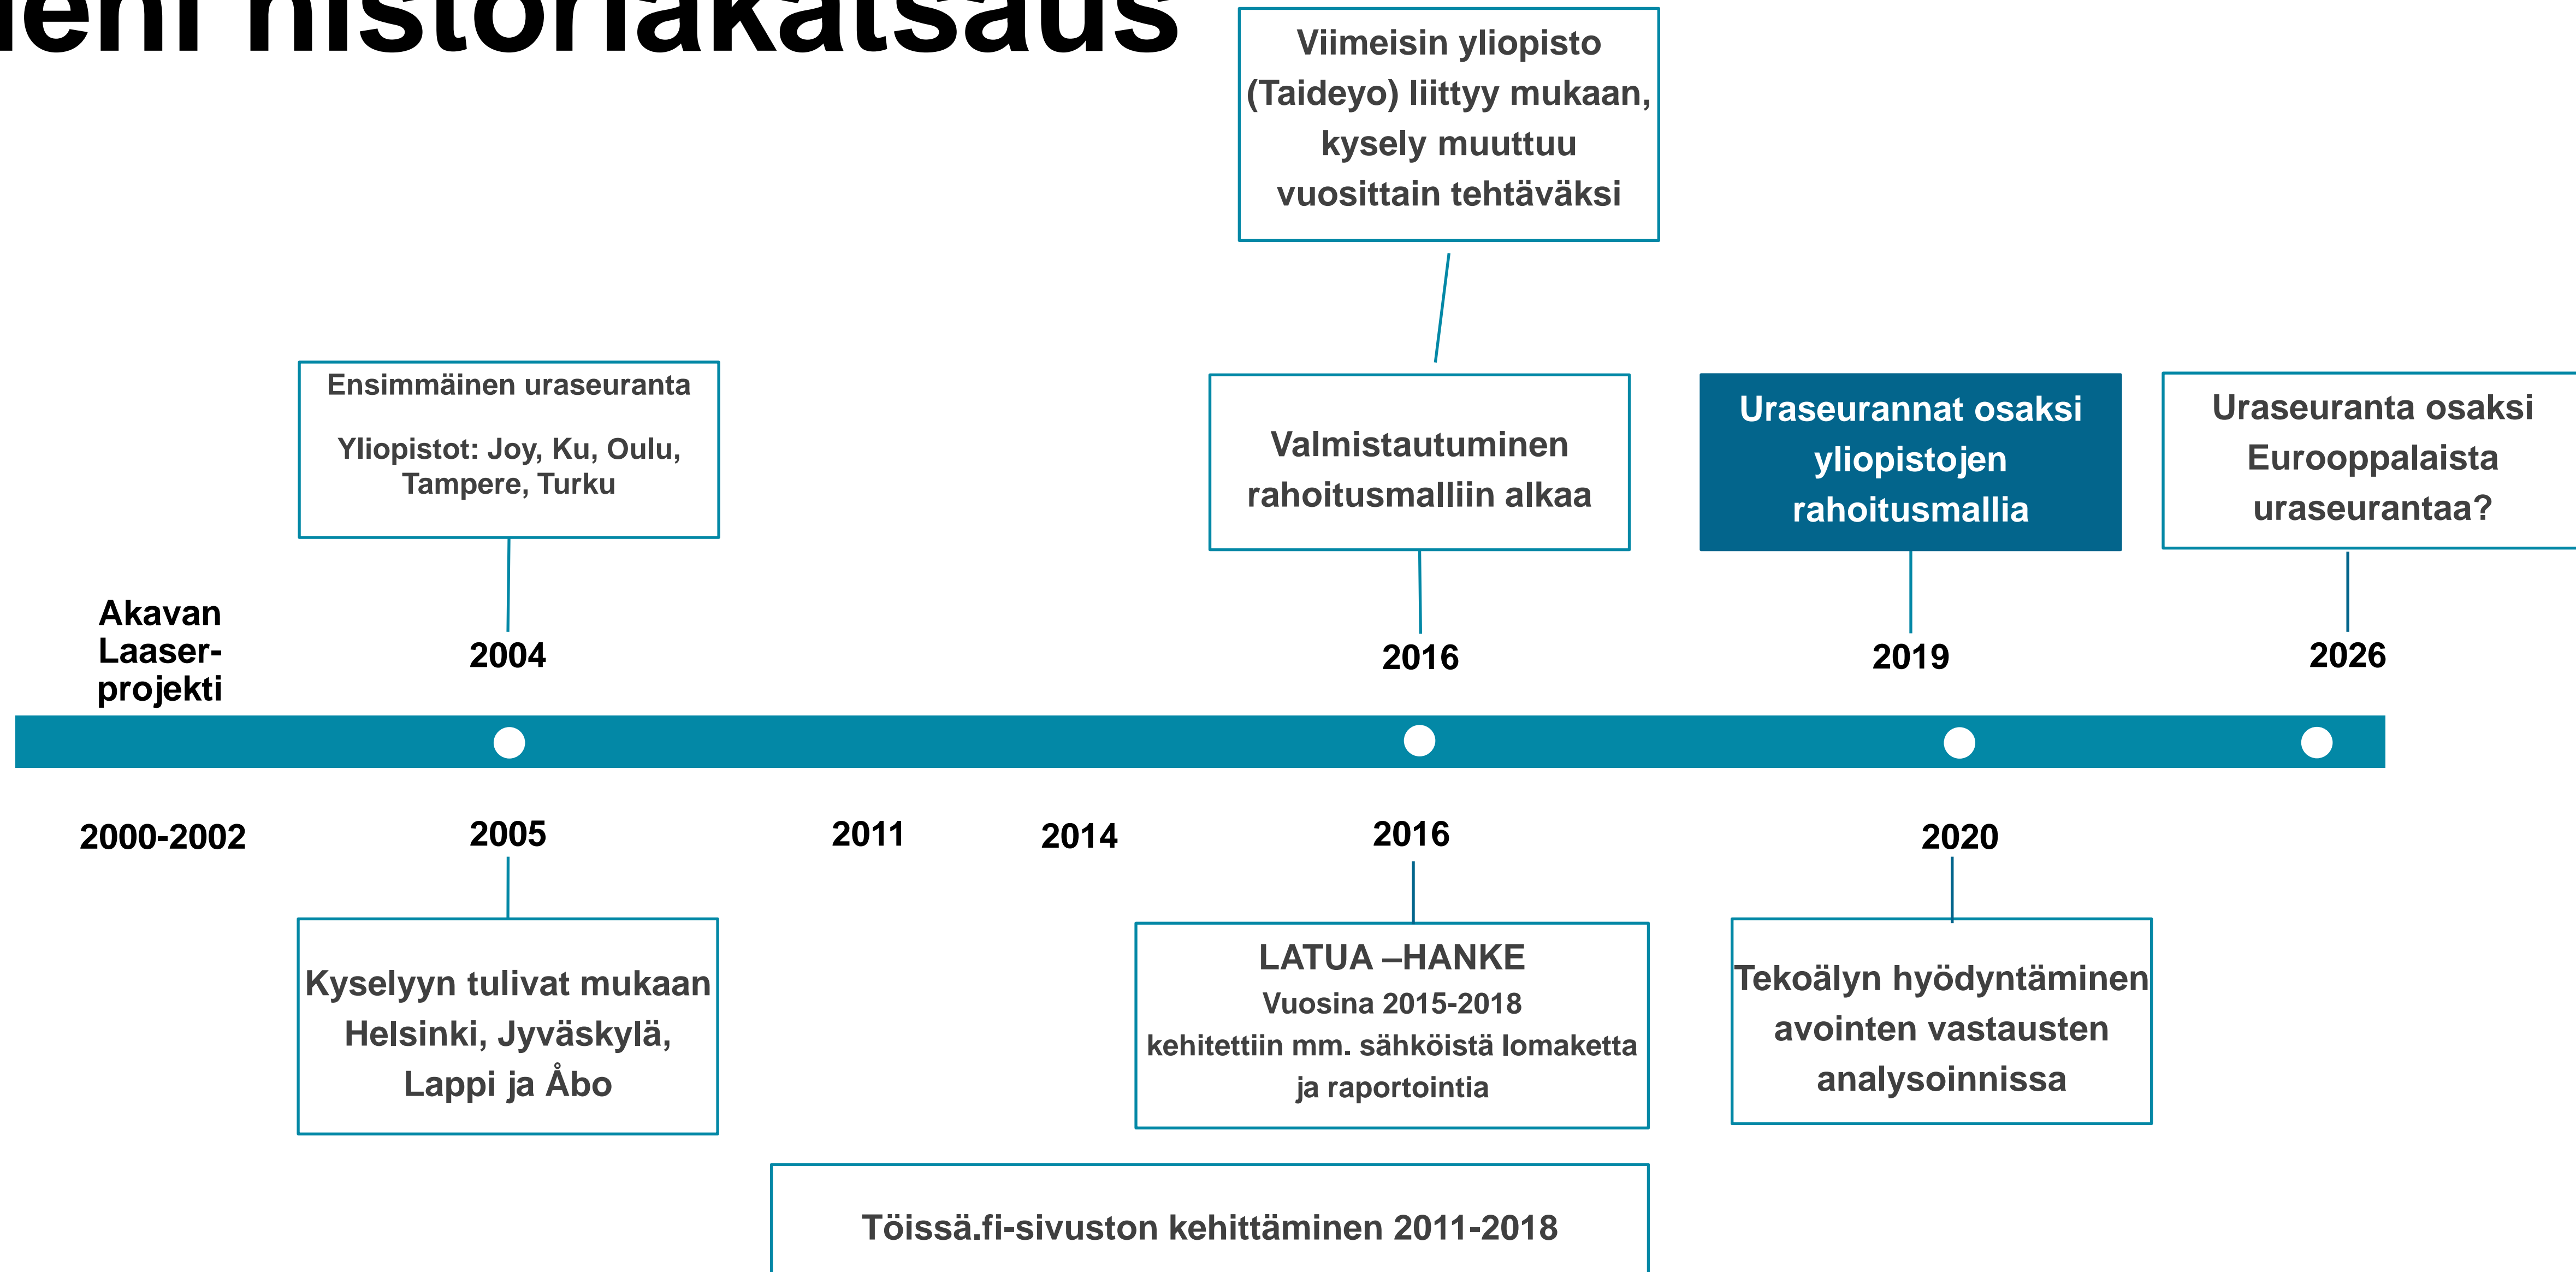 ieni historiakatsaus
Viimeisin yliopisto
(Taideyo) liittyy mukaan,
kysely muuttuu
vuosittain tehtäväksi
Ensimmäinen uraseuranta
Yliopistot: Joy, Ku, Oulu,
Tampere, Turku
Valmistautuminen
rahoitusmalliin alkaa
Uraseurannat osaksi
yliopistojen
rahoitusmallia
Uraseuranta osaksi
Eurooppalaista
uraseurantaa?
Akavan
Laaser-
projekti
2004
2016
2019
2026
2000-2002
2005
2011
2014
2016
2020
Kyselyyn tulivat mukaan
Helsinki, Jyväskylä,
Lappi ja Åbo
LATUA –HANKE
Vuosina 2015-2018
kehitettiin mm. sähköistä lomaketta
ja raportointia
Tekoälyn hyödyntäminen
avointen vastausten
analysoinnissa
Töissä.fi-sivuston kehittäminen 2011-2018